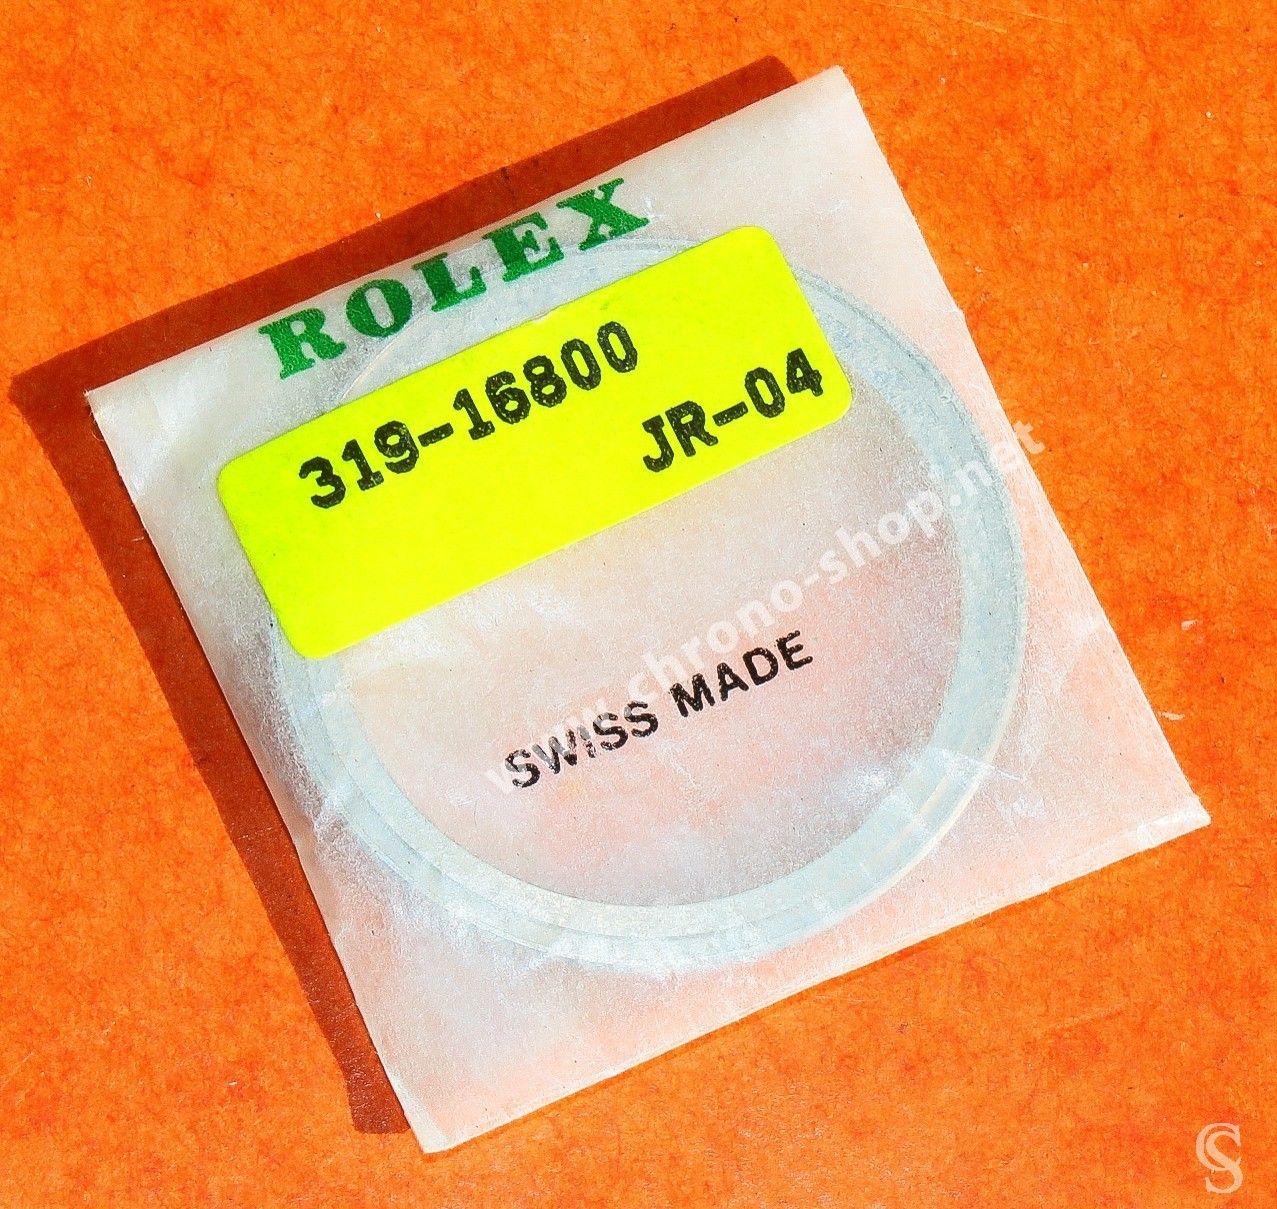 ROLEX
319-16800
JR-04
www.chrono-shop.net
SWISS MADE